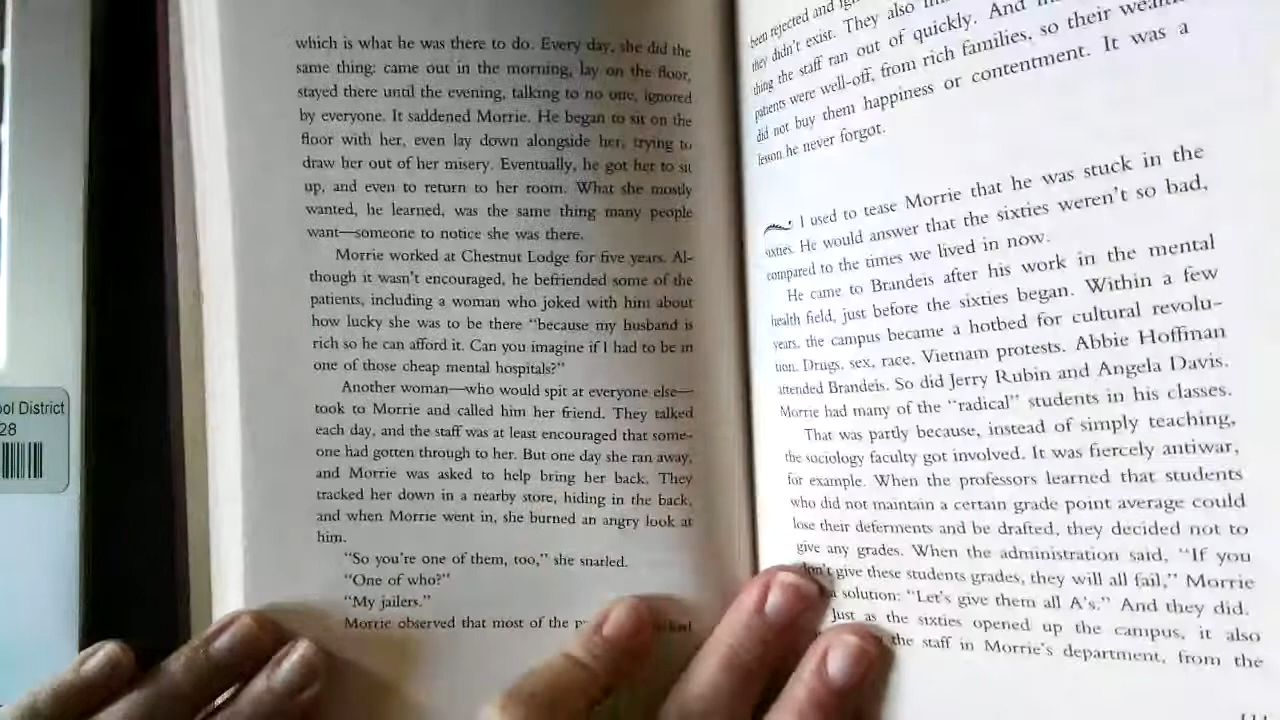 ool District
28
which is what he was there to do. Every day, she did the
same thing: came out in the morning, lay on the floor,
stayed there until the evening, talking to no one, ignored
by everyone. It saddened Morrie. He began to sit on the
floor with her, even lay down alongside her, trying to
draw her out of her misery. Eventually, he got her to sit
up, and even to return to her room. What she mostly
wanted, he learned, was the same thing many people
want—someone to notice she was there.
Morrie worked at Chestnut Lodge for five years. Al-
though it wasn't encouraged, he befriended some of the
patients, including a woman who joked with him about
how lucky she was to be there "because my husband is
rich so he can afford it. Can you imagine if I had to be in
one of those cheap mental hospitals?"
Another woman—who would spit at everyone else—
took to Morrie and called him her friend. They talked
each day, and the staff was at least encouraged that some-
one had gotten through to her. But one day she ran away,
and Morrie was asked to help bring her back. They
tracked her down in a nearby store, hiding in the back,
and when Morrie went in, she burned an angry look at
him.
"So you're one of them, too," she snarled.
"One of who?"
"My jailers."
Morrie observed that most of the
been rejected and
they didn't exist. They also
thing the staff ran out of quickly. And
patients were well-off, from rich families, so their
did not buy them happiness or contentment. It was a
lesson he never forgot.
I used to tease Morrie that he was stuck in the
sixties. He would answer that the sixties weren't so bad,
compared to the times we lived in now.
He came to Brandeis after his work in the mental
health field, just before the sixties began. Within a few
years, the campus became a hotbed for cultural revolu-
tion. Drugs, sex, race, Vietnam protests. Abbie Hoffman
attended Brandeis. So did Jerry Rubin and Angela Davis.
Morrie had many of the "radical" students in his classes.
That was partly because, instead of simply teaching,
the sociology faculty got involved. It was fiercely antiwar,
for example. When the professors learned that students
who did not maintain a certain grade point average could
lose their deferments and be drafted, they decided not to
give any grades. When the administration said, "If you
don't give these students grades, they will all fail," Morrie
a solution: "Let's give them all A's." And they did.
Just as the sixties opened up the campus, it also
the staff in Morrie's department, from the